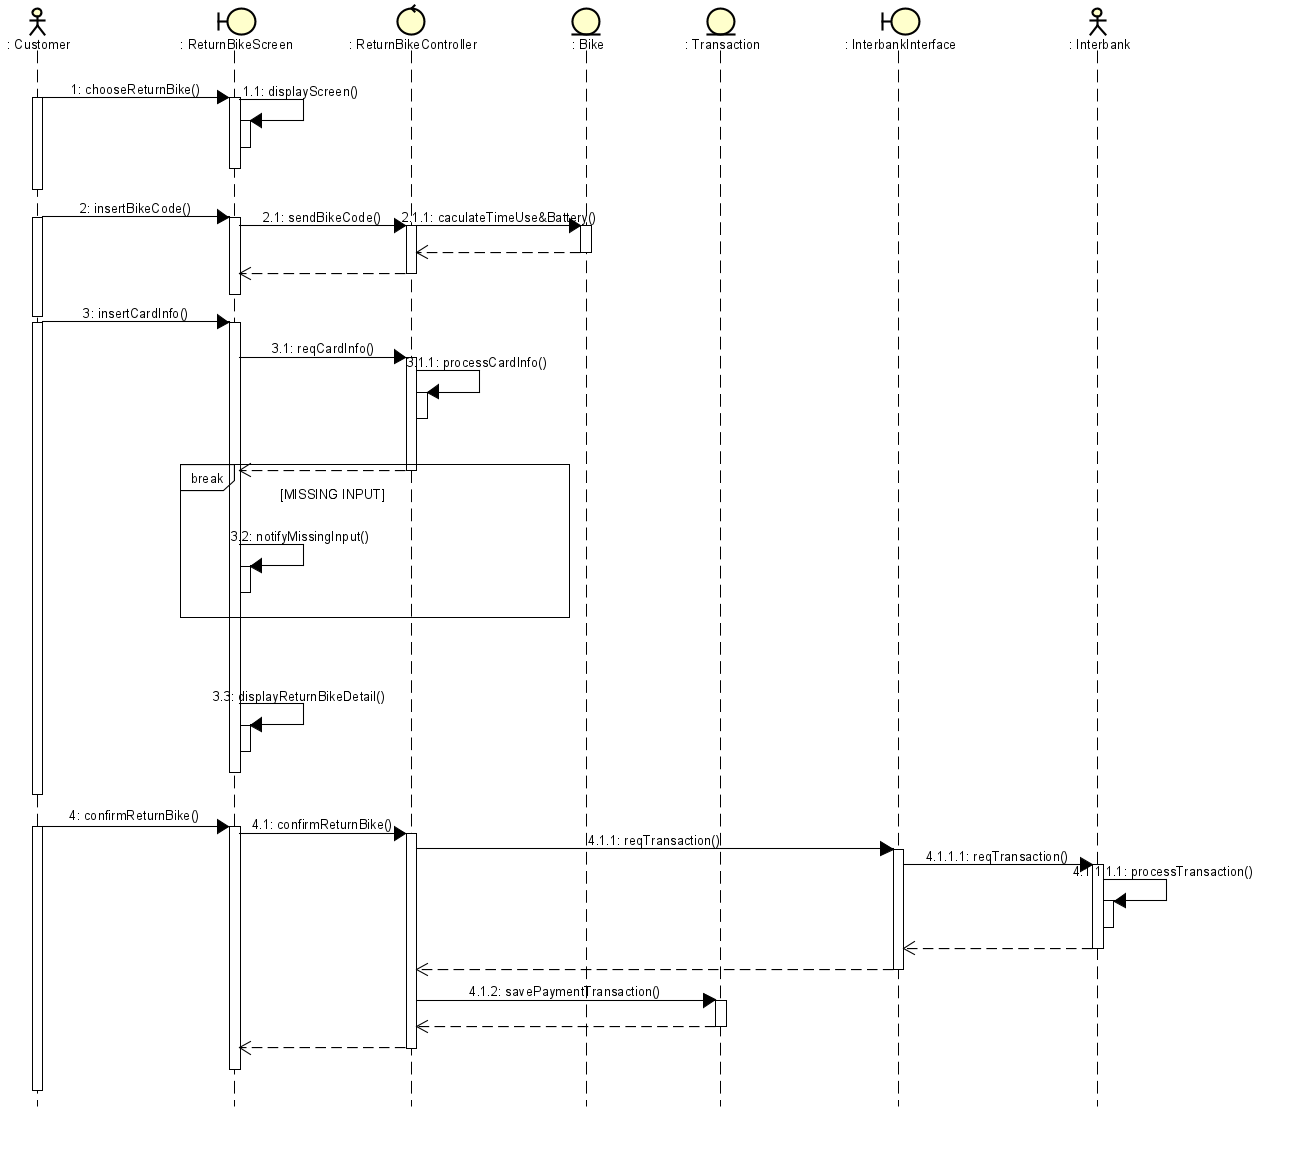 : Customer
: ReturnBikeScreen
: ReturnBikeController
: Bike
: Transaction
: InterbankInterface
: Interbank
1: chooseReturnBike()
1.1: displayScreen()
2: insertBikeCode()
2.1: sendBikeCode()
2.1.1: caculateTimeUse&Battery()
3: insertCardInfo()
3.1: reqCardInfo()
3.1.1: processCardInfo()
break
[MISSING INPUT]
3.2: notifyMissingInput()
3.3: displayReturnBikeDetail()
4: confirmReturnBike()
4.1: confirmReturnBike()
4.1.1: reqTransaction()
4.1.1.1: reqTransaction()
4.1.1.1.1: processTransaction()
4.1.2: savePaymentTransaction()